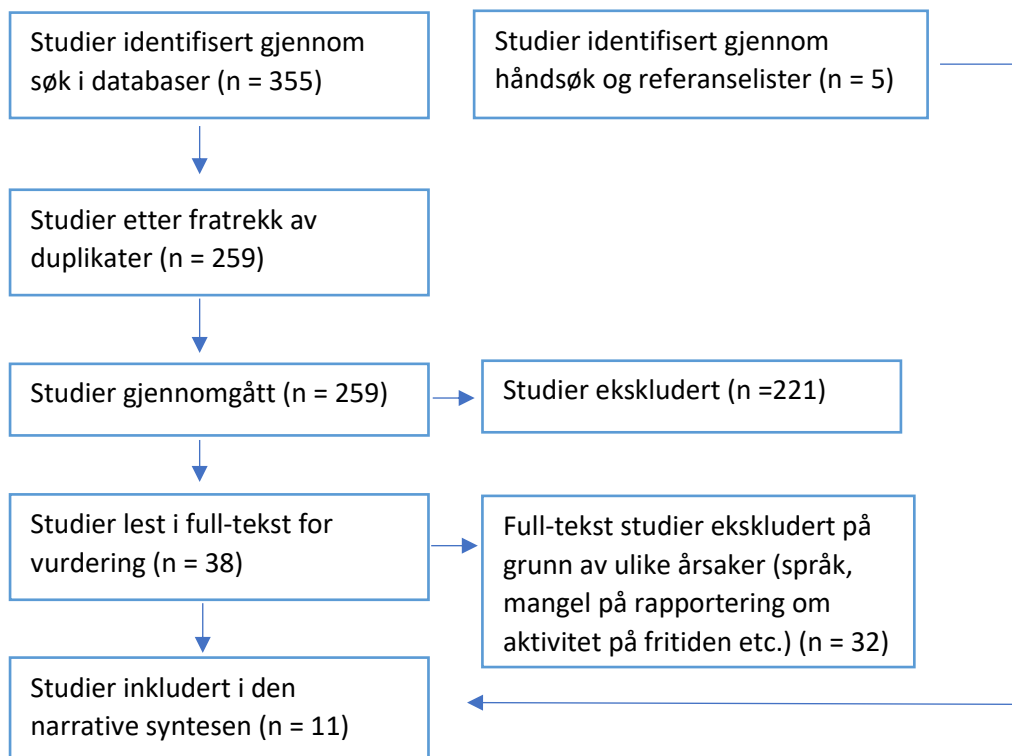 Studier identifisert gjennom
søk i databaser (n = 355)
Studier identifisert gjennom
håndsøk og referanselister (n = 5)
Studier etter fratrekk av
duplikater (n = 259)
Studier gjennomgått (n = 259)
Studier ekskludert (n =221)
Studier lest i full-tekst for
vurdering (n = 38)
Full-tekst studier ekskludert på
grunn av ulike årsaker (språk,
mangel på rapportering om
aktivitet på fritiden etc.) (n = 32)
Studier inkludert i den
narrative syntesen (n = 11)